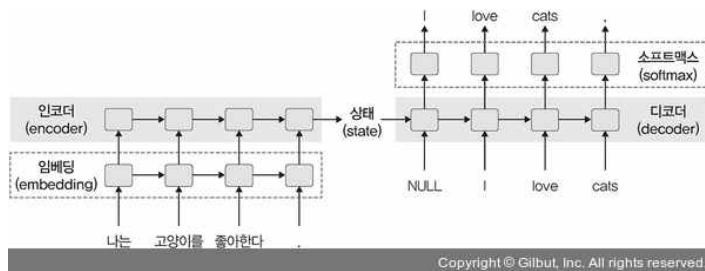 I love cats .
소프트맥스
(softmax)
인코더
(encoder)
상태
(state)
디코더
(decoder)
임베딩
(embedding)
NULL I love cats
나는 고양이를 좋아한다 .
Copyright © Gilbut, Inc. All rights reserved.